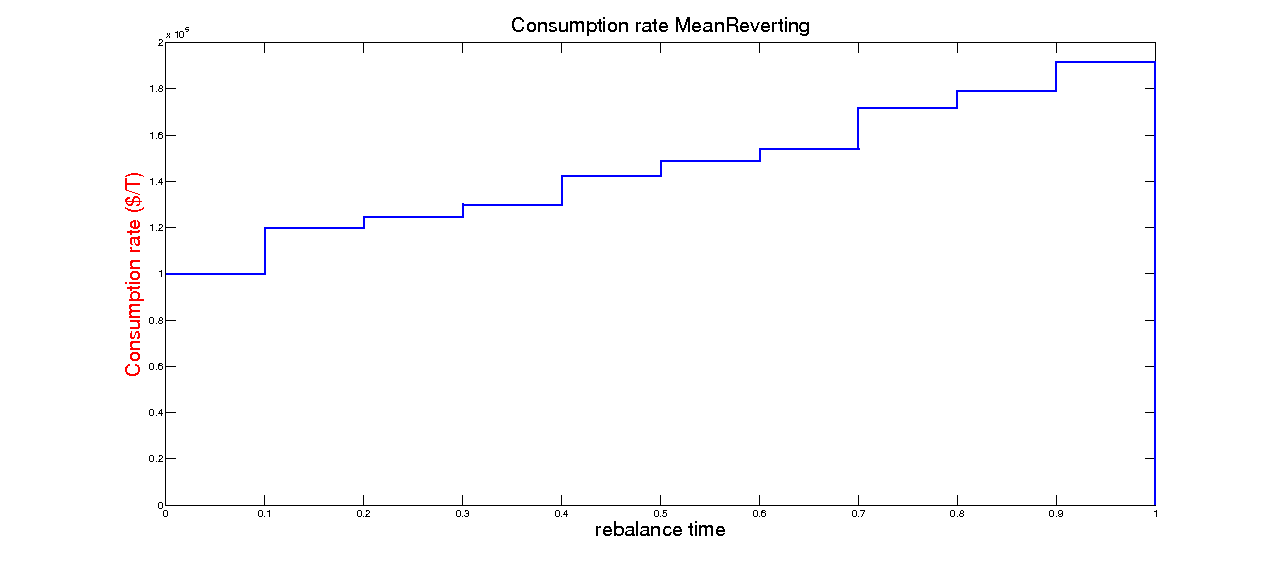 Consumption rate MeanReverting
x 10^5
2
1.8
1.6
1.4
1.2
1
0.8
0.6
0.4
0.2
0
Consumption rate ($/T)
0 0.1 0.2 0.3 0.4 0.5 0.6 0.7 0.8 0.9 1
rebalance time